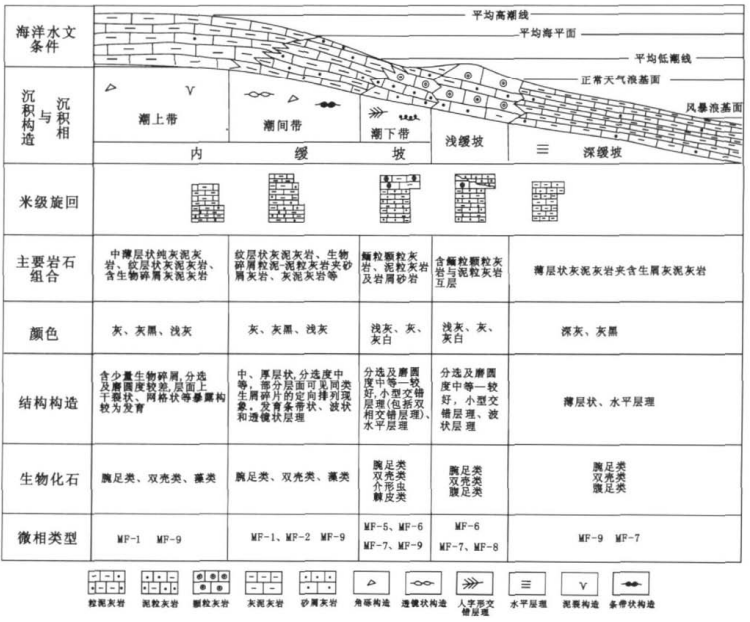 海洋水文
条件
平均高潮线
平均海平面
平均低潮线
正常天气浪基面
风暴浪基面
沉积构造与沉积相
潮上带
潮间带
潮下带
浅缓坡
深缓坡
内缓坡
米级旋回
主要岩石
组合
中薄层状纯灰泥灰
岩、纹层状灰泥灰岩、
含生物碎屑灰泥灰岩
纹层状灰泥灰岩、生物
碎屑粒泥-泥粒灰岩夹砂
屑灰岩、灰泥灰岩等
鲕粒颗粒灰
岩、泥粒灰岩
及岩屑砂岩
含鲕粒颗粒灰
岩与泥粒灰岩
互层
薄层状灰泥灰岩夹含生屑灰泥灰岩
颜色
灰、灰黑、浅灰
灰、灰黑、浅灰
浅灰、灰、
灰白
浅灰、灰、
灰白
深灰、灰黑
结构构造
含少量生物碎屑,分选
及磨圆度较差,层面上
干裂状、网格状等暴露构
较为发育
中、厚层状,分选度中
等。部分层面可见同类
生屑碎片的定向排列现
象。发育条带状、波状
和透镜状层理
分选及磨圆
度中等—较
好,小型交错
层理(包括双
相交错层理)、
水平层理
分选及磨圆
度中等—较
好,小型交
错层理、波
状层理
薄层状、水平层理
生物化石
腕足类、双壳类、藻类
腕足类、双壳类、藻类
腕足类
双壳类
介形虫
棘皮类
腕足类
双壳类
腹足类
腕足类
双壳类
腹足类
微相类型
MF-1 MF-9
MF-1、MF-2 MF-9
MF-5、MF-6
MF-7、MF-9
MF-6
MF-7、MF-8
MF-9 MF-7
粒泥灰岩
泥粒灰岩
颗粒灰岩
灰泥灰岩
砂屑灰岩
角砾构造
透镜状构造
人字形交
错层理
水平层理
泥裂构造
条带状构造